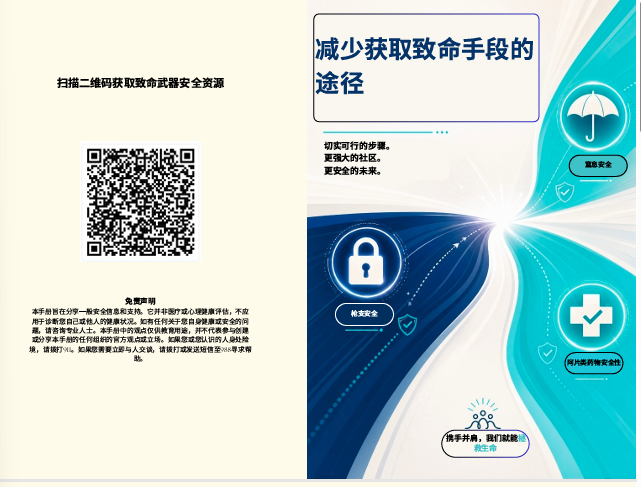 扫描二维码获取致命武器安全资源
免责声明
本手册旨在分享一般安全信息和支持。它并非医疗或心理健康评估，不应
用于诊断您自己或他人的健康状况。如有任何关于您自身健康或安全的问
题，请咨询专业人士。本手册中的观点仅供教育用途，并不代表参与创建
或分享本手册的任何组织的官方观点或立场。如果您或您认识的人身处险
境，请拨打911。如果您需要立即与人交谈，请拨打或发送短信至988寻求帮
助。
减少获取致命手段的
途径
切实可行的步骤。
更强大的社区。
更安全的未来。
窒息安全
枪支安全
阿片类药物安全性
携手并肩，我们就能拯
救生命